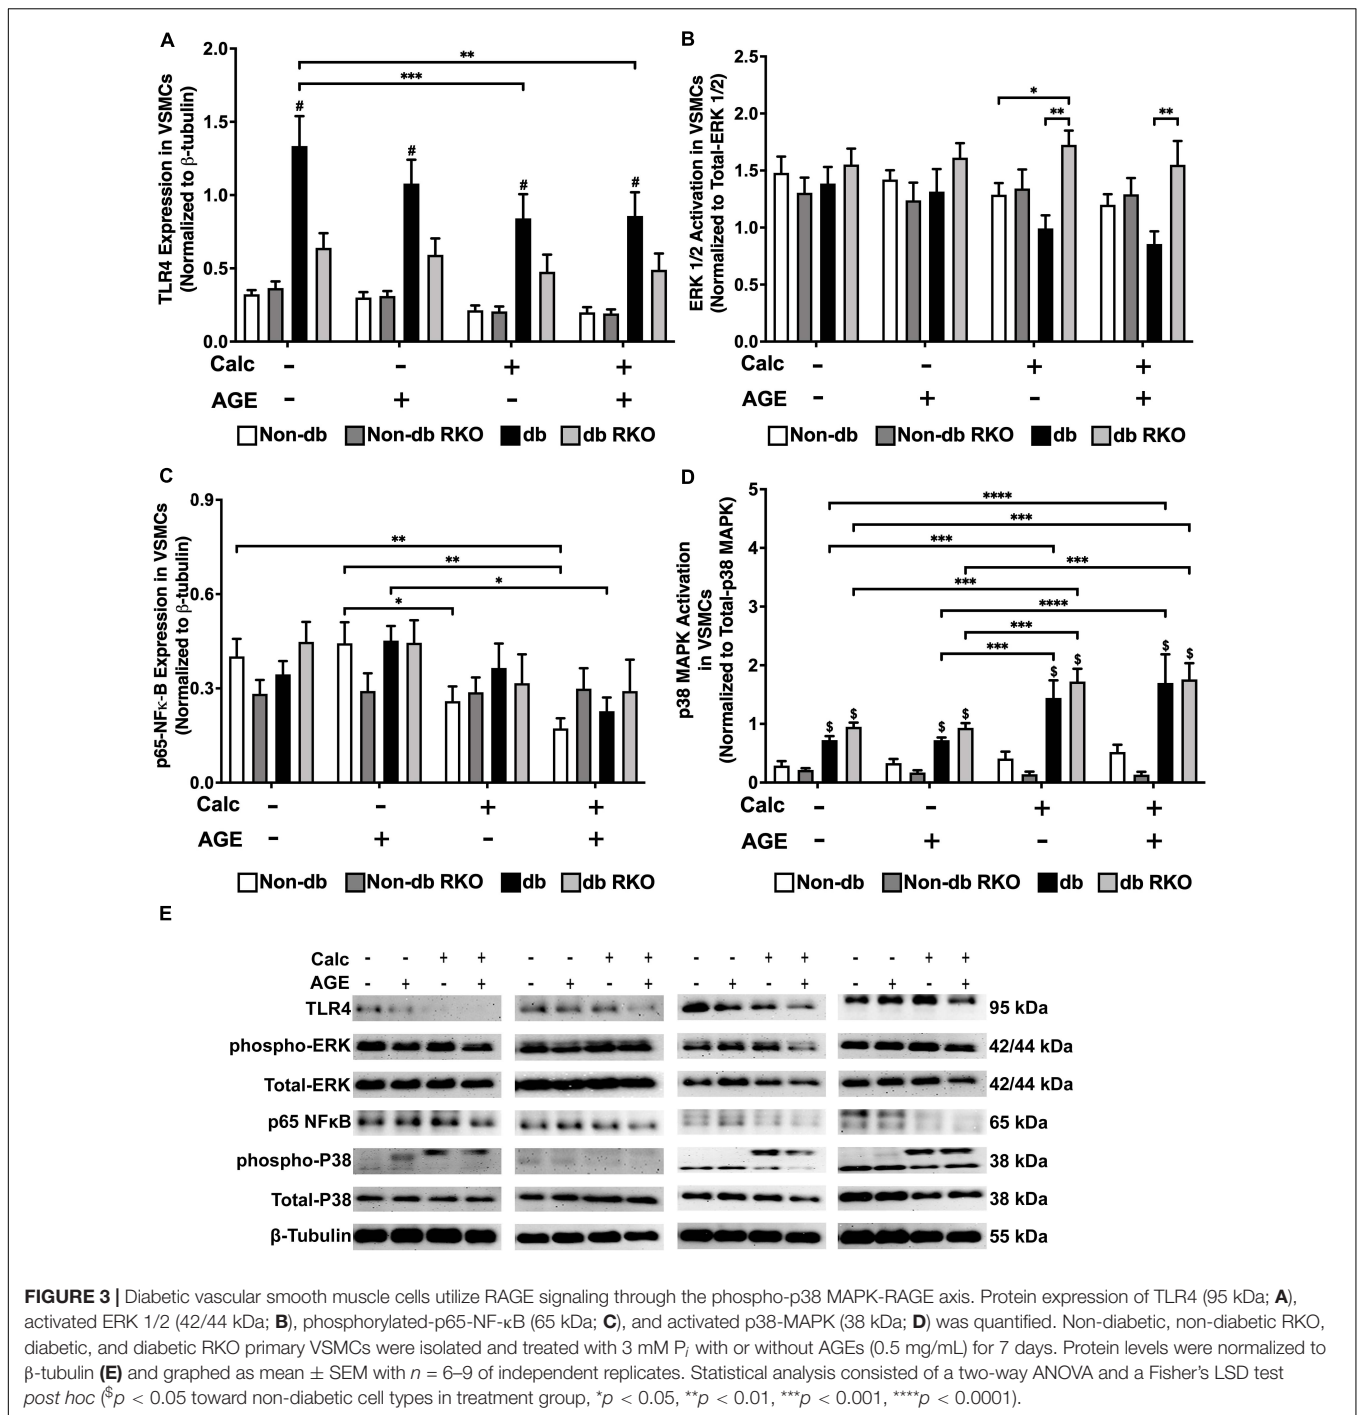 A
TLR4 Expression in VSMCs
(Normalized to β-tubulin)
2.0
1.5
1.0
0.5
0.0
**
***
# # # #
Calc - - + +
AGE - + - +
Non-db Non-db RKO db db RKO
B
ERK 1/2 Activation in VSMCs
(Normalized to Total-ERK 1/2)
2.5
2.0
1.5
1.0
0.5
0.0
*
** **
Calc - - + +
AGE - + - +
Non-db Non-db RKO db db RKO
C
p65-NFκ-B Expression in VSMCs
(Normalized to β-tubulin)
0.9
0.6
0.3
0.0
**
**
*
*
Calc - - + +
AGE - + - +
Non-db Non-db RKO db db RKO
D
p38 MAPK Activation
in VSMCs
(Normalized to Total-p38 MAPK)
5
4
3
2
1
0
****
***
***
***
***
****
***
***
$ $ $ $ $ $ $ $
Calc - - + +
AGE - + - +
Non-db Non-db RKO db db RKO
E
Calc - - + + - - + + - - + + - - + +
AGE - + - + - + - + - + - + - + - +
TLR4 95 kDa
phospho-ERK 42/44 kDa
Total-ERK 42/44 kDa
p65 NFκB 65 kDa
phospho-P38 38 kDa
Total-P38 38 kDa
β-Tubulin 55 kDa
FIGURE 3 | Diabetic vascular smooth muscle cells utilize RAGE signaling through the phospho-p38 MAPK-RAGE axis. Protein expression of TLR4 (95 kDa; A),
activated ERK 1/2 (42/44 kDa; B), phosphorylated-p65-NF-κB (65 kDa; C), and activated p38-MAPK (38 kDa; D) was quantified. Non-diabetic, non-diabetic RKO,
diabetic, and diabetic RKO primary VSMCs were isolated and treated with 3 mM Pi with or without AGEs (0.5 mg/mL) for 7 days. Protein levels were normalized to
β-tubulin (E) and graphed as mean ± SEM with n = 6–9 of independent replicates. Statistical analysis consisted of a two-way ANOVA and a Fisher's LSD test
post hoc ($p < 0.05 toward non-diabetic cell types in treatment group, *p < 0.05, **p < 0.01, ***p < 0.001, ****p < 0.0001).